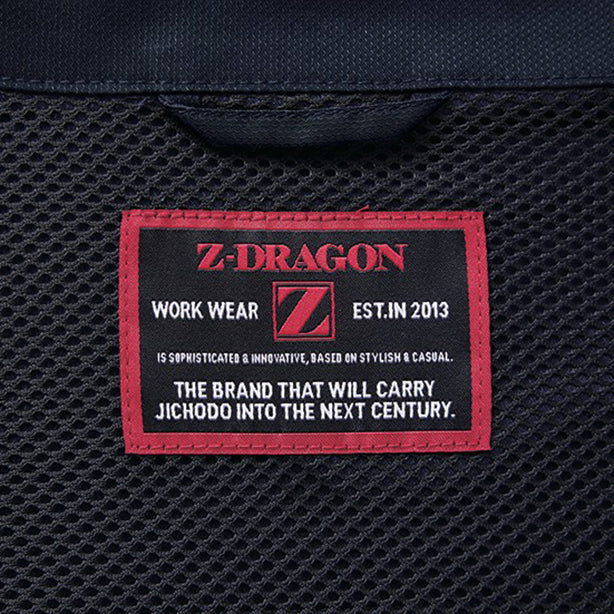 Z-DRAGON
WORK WEAR Z EST.IN 2013
IS SOPHISTICATED & INNOVATIVE, BASED ON STYLISH & CASUAL.
THE BRAND THAT WILL CARRY
JICHODO INTO THE NEXT CENTURY.